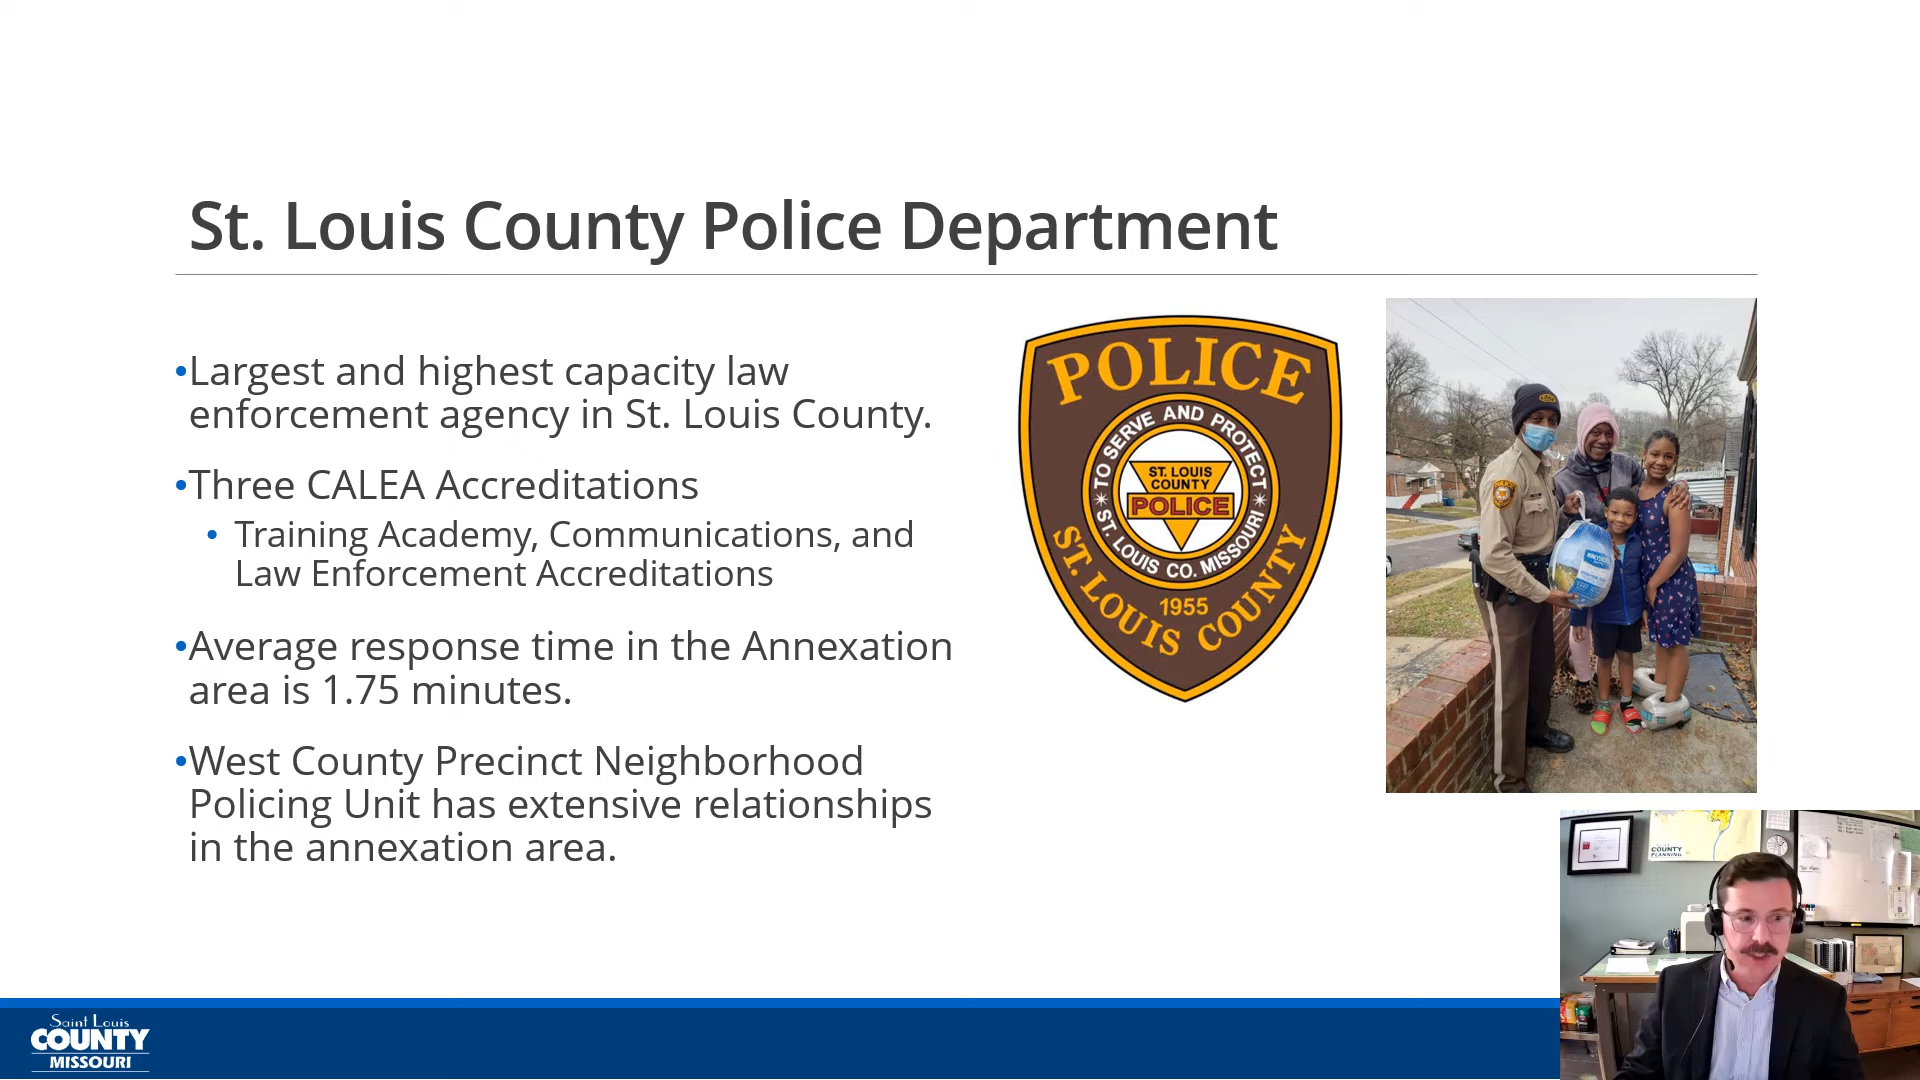 St. Louis County Police Department
•Largest and highest capacity law
enforcement agency in St. Louis County.
•Three CALEA Accreditations
• Training Academy, Communications, and
Law Enforcement Accreditations
•Average response time in the Annexation
area is 1.75 minutes.
•West County Precinct Neighborhood
Policing Unit has extensive relationships
in the annexation area.
POLICE
TO SERVE AND PROTECT
ST. LOUIS
COUNTY
POLICE
ST. LOUIS CO. MISSOURI
1955
ST. LOUIS COUNTY
COUNTY
PLANNING
Saint Louis
COUNTY
MISSOURI